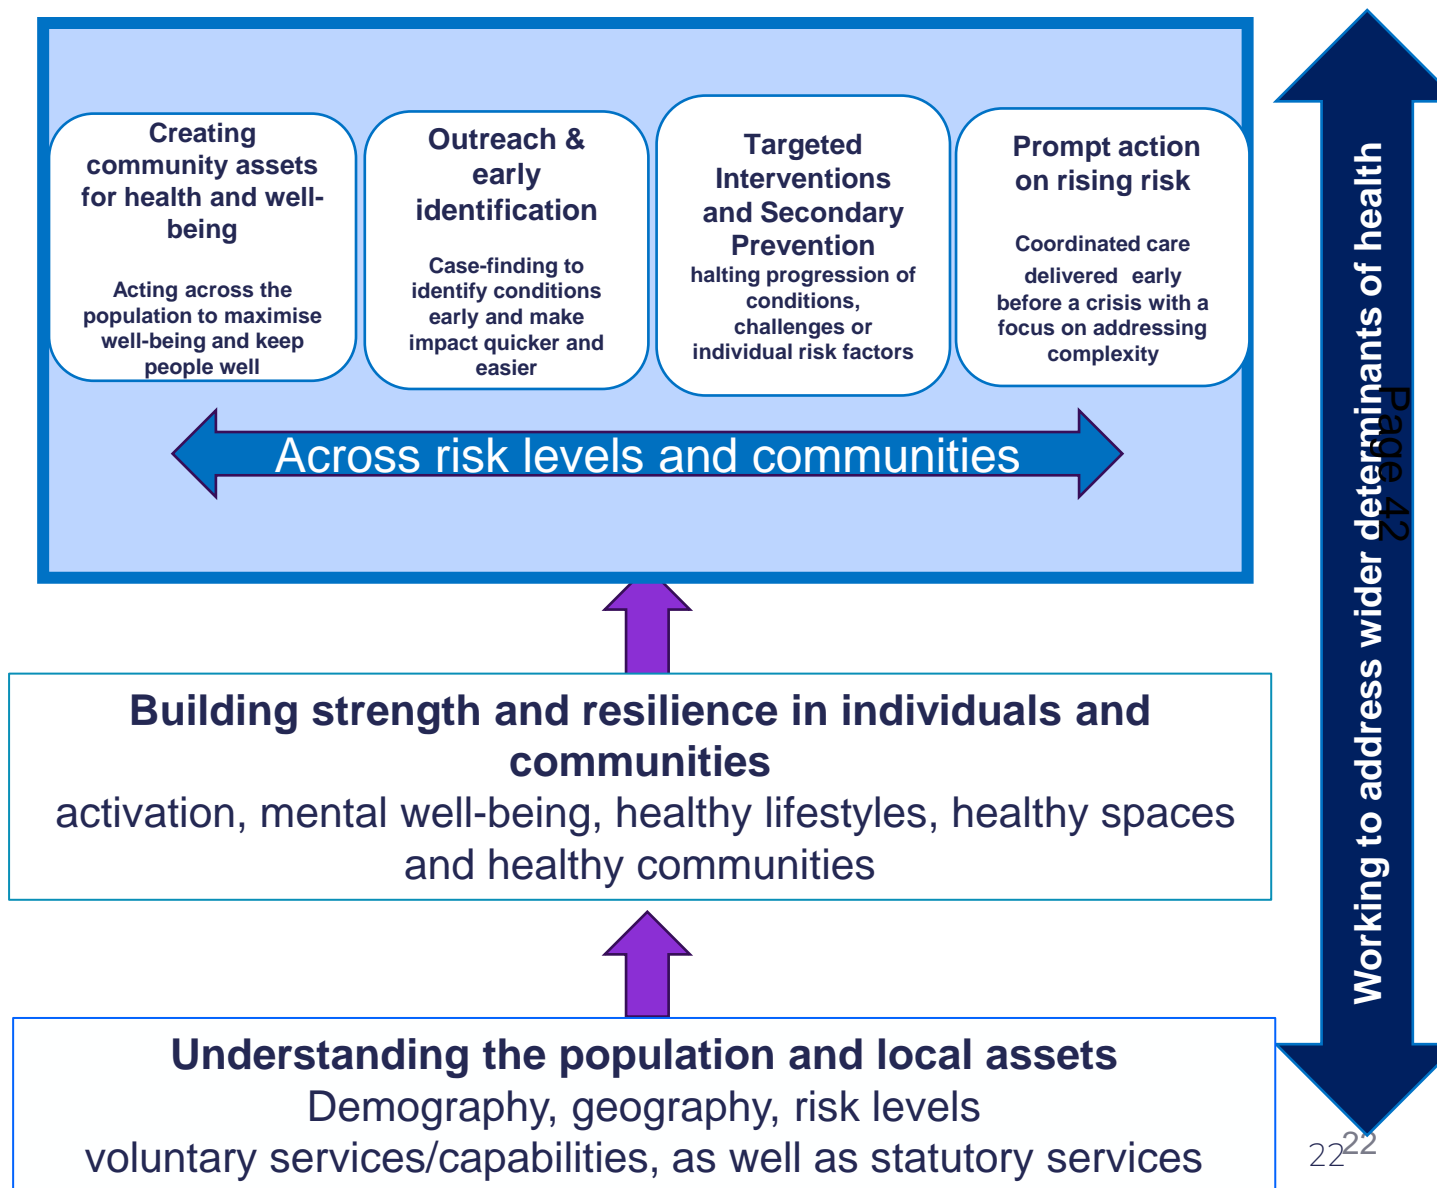 Creating
community assets
for health and well-
being
Acting across the
population to maximise
well-being and keep
people well
Outreach &
early
identification
Case-finding to
identify conditions
early and make
impact quicker and
easier
Targeted
Interventions
and Secondary
Prevention
halting progression of
conditions,
challenges or
individual risk factors
Prompt action
on rising risk
Coordinated care
delivered early
before a crisis with a
focus on addressing
complexity
Across risk levels and communities
Building strength and resilience in individuals and
communities
activation, mental well-being, healthy lifestyles, healthy spaces
and healthy communities
Understanding the population and local assets
Demography, geography, risk levels
voluntary services/capabilities, as well as statutory services
Working to address wider determinants of health
Page 42
22
22